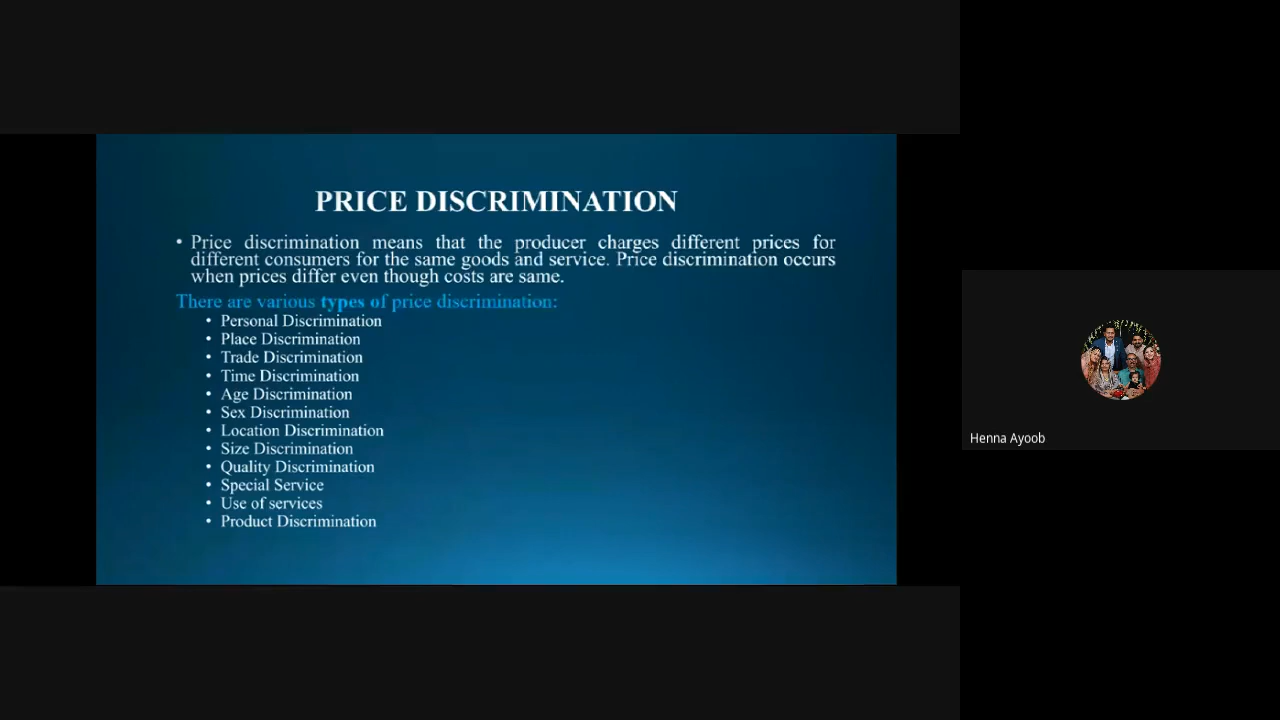 PRICE DISCRIMINATION
• Price discrimination means that the producer charges different prices for
different consumers for the same goods and service. Price discrimination occurs
when prices differ even though costs are same.
There are various types of price discrimination:
• Personal Discrimination
• Place Discrimination
• Trade Discrimination
• Time Discrimination
• Age Discrimination
• Sex Discrimination
• Location Discrimination
• Size Discrimination
• Quality Discrimination
• Special Service
• Use of services
• Product Discrimination
Henna Ayoob